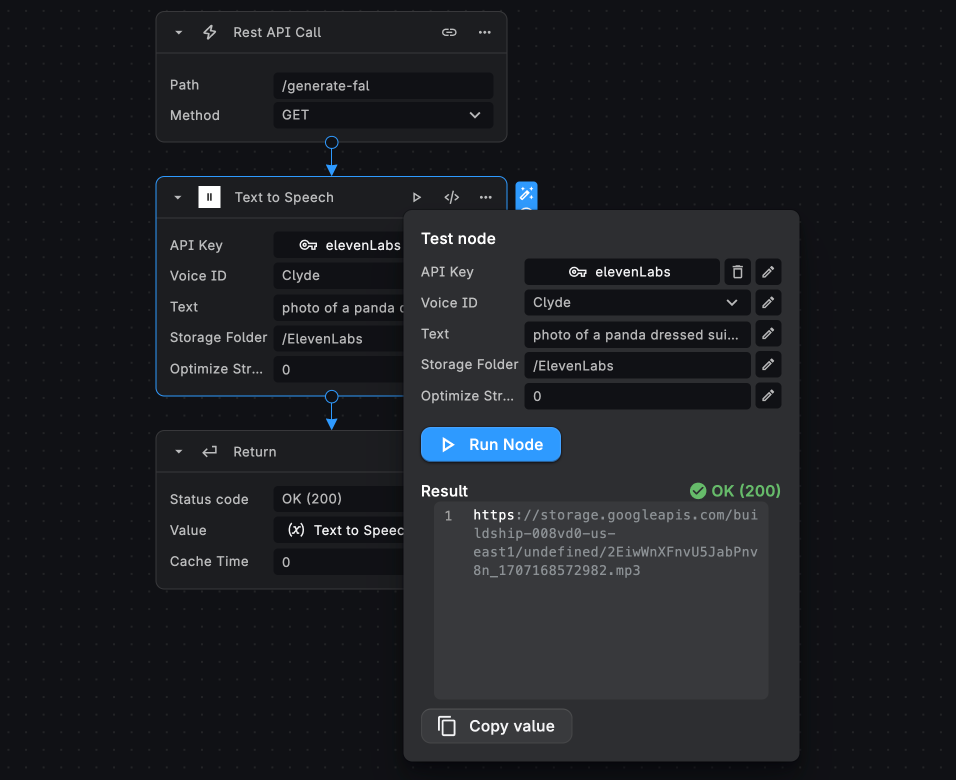 Rest API Call
Path
/generate-fal
Method
GET
Text to Speech
API Key
elevenLabs
Voice ID
Clyde
Text
photo of a panda
Storage Folder
/ElevenLabs
Optimize Str...
0
Return
Status code
OK (200)
Value
(x) Text to Speec
Cache Time
0
Test node
API Key
elevenLabs
Voice ID
Clyde
Text
photo of a panda dressed sui...
Storage Folder
/ElevenLabs
Optimize Str...
0
Run Node
Result
OK (200)
1
https://storage.googleapis.com/bui
ldship-008vd0-us-
east1/undefined/2EiwWnXFnvU5JabPnv
8n_1707168572982.mp3
Copy value